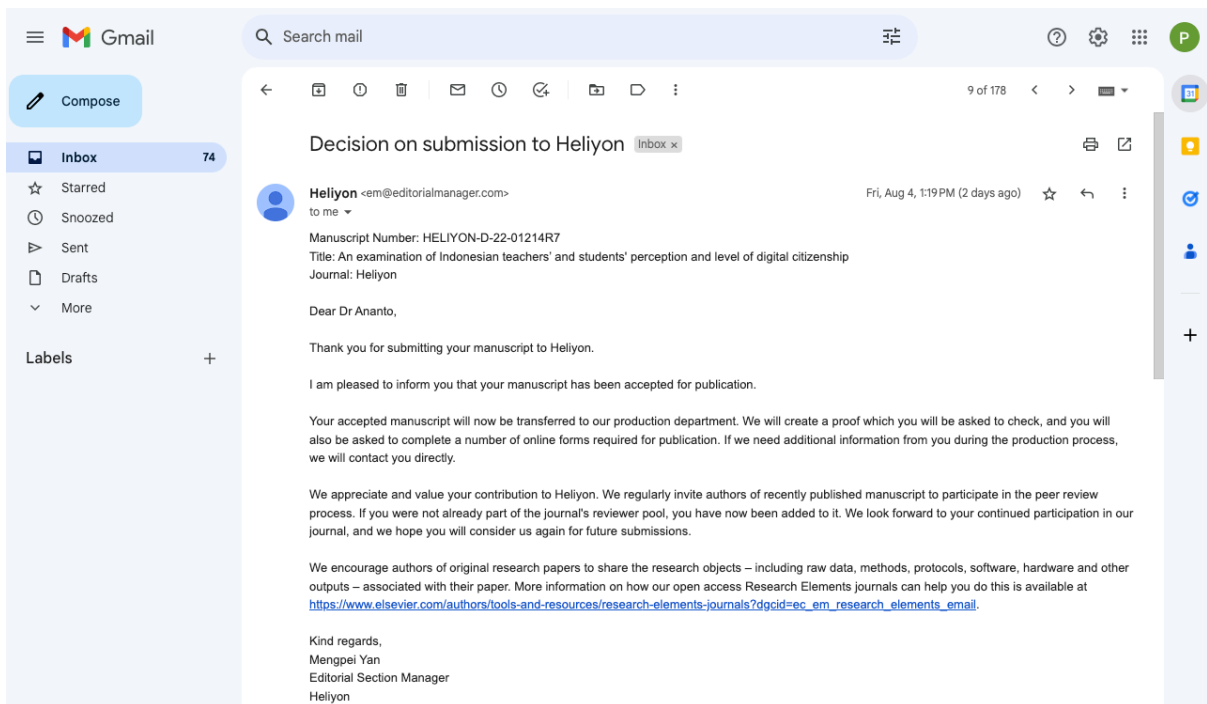 Gmail
Search mail
P
Compose
9 of 178
31
Inbox 74
Starred
Snoozed
Sent
Drafts
More
Labels
Decision on submission to Heliyon Inbox ×
Heliyon <em@editorialmanager.com>
Fri, Aug 4, 1:19 PM (2 days ago)
to me
Manuscript Number: HELIYON-D-22-01214R7
Title: An examination of Indonesian teachers' and students' perception and level of digital citizenship
Journal: Heliyon
Dear Dr Ananto,
Thank you for submitting your manuscript to Heliyon.
I am pleased to inform you that your manuscript has been accepted for publication.
Your accepted manuscript will now be transferred to our production department. We will create a proof which you will be asked to check, and you will
also be asked to complete a number of online forms required for publication. If we need additional information from you during the production process,
we will contact you directly.
We appreciate and value your contribution to Heliyon. We regularly invite authors of recently published manuscript to participate in the peer review
process. If you were not already part of the journal's reviewer pool, you have now been added to it. We look forward to your continued participation in our
journal, and we hope you will consider us again for future submissions.
We encourage authors of original research papers to share the research objects – including raw data, methods, protocols, software, hardware and other
outputs – associated with their paper. More information on how our open access Research Elements journals can help you do this is available at
https://www.elsevier.com/authors/tools-and-resources/research-elements-journals?dgcid=ec_em_research_elements_email.
Kind regards,
Mengpei Yan
Editorial Section Manager
Heliyon